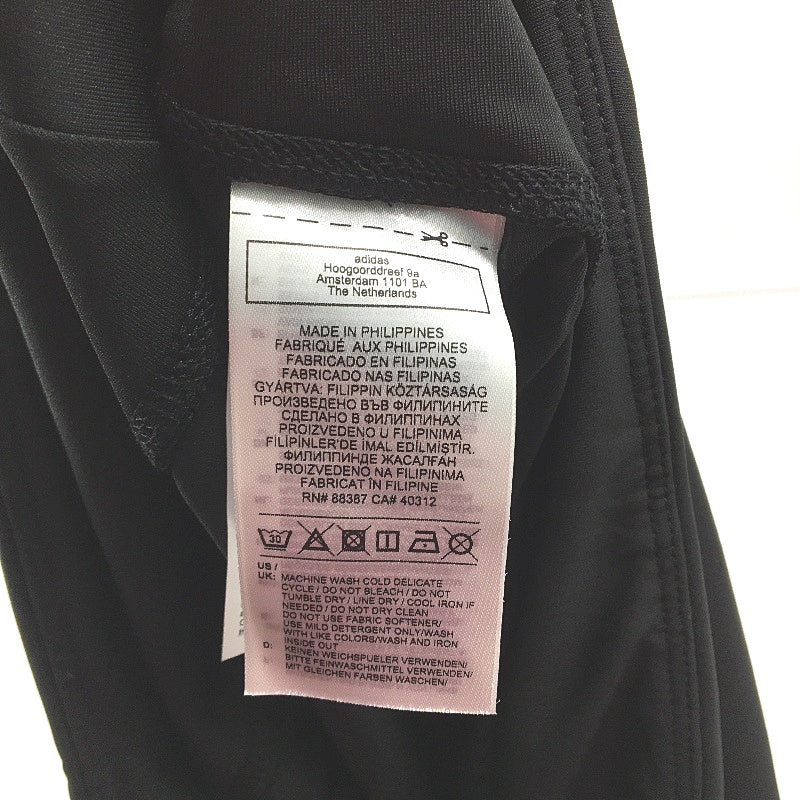 adidas
Hoogoorddreef 9a
Amsterdam 1101 BA
The Netherlands
MADE IN PHILIPPINES
FABRIQUÉ AUX PHILIPPINES
FABRICADO EN FILIPINAS
FABRICADO NAS FILIPINAS
GYÁRTVA: FILIPPIN KÖZTÁRSASÁG
ПРОИЗВЕДЕНО ВЪВ ФИЛИПИНИТЕ
СДЕЛАНО В ФИЛИППИНАХ
PROIZVEDENO U FILIPINIMA
FİLİPİNLER'DE IMAL EDİLMİSTİR.
ФИЛИППИНДЕ ЖАСАЛҒАН
PROIZVEDENO NA FILIPINIMA
FABRICAT ÎN FILIPINE
RN# 88387 CA# 40312
30
US /
UK: MACHINE WASH COLD DELICATE
CYCLE / DO NOT BLEACH / DO NOT
TUMBLE DRY / LINE DRY / COOL IRON IF
NEEDED / DO NOT DRY CLEAN
DO NOT USE FABRIC SOFTENER/
USE MILD DETERGENT ONLY/WASH
WITH LIKE COLORS/WASH AND IRON
INSIDE OUT
D: KEINEN WEICHSPUELER VERWENDEN/
BITTE FEINWASCHMITTEL VERWENDEN/
MIT GLEICHEN FARBEN WASCHEN/